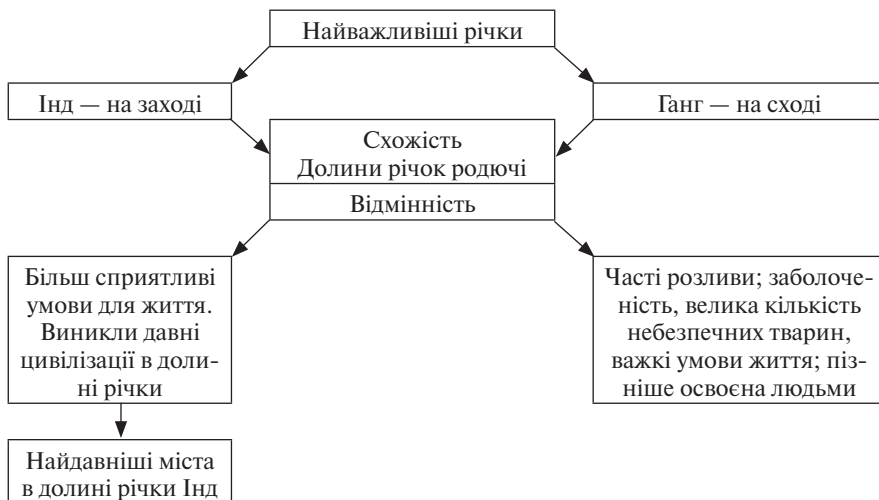 Найважливіші річки
Інд — на заході
Ганг — на сході
Схожість
Долини річок родючі
Відмінність
Більш сприятливі
умови для життя.
Виникли давні
цивілізації в доли-
ні річки
Часті розливи; заболоче-
ність, велика кількість
небезпечних тварин,
важкі умови життя; піз-
ніше освоєна людьми
Найдавніші міста
в долині річки Інд